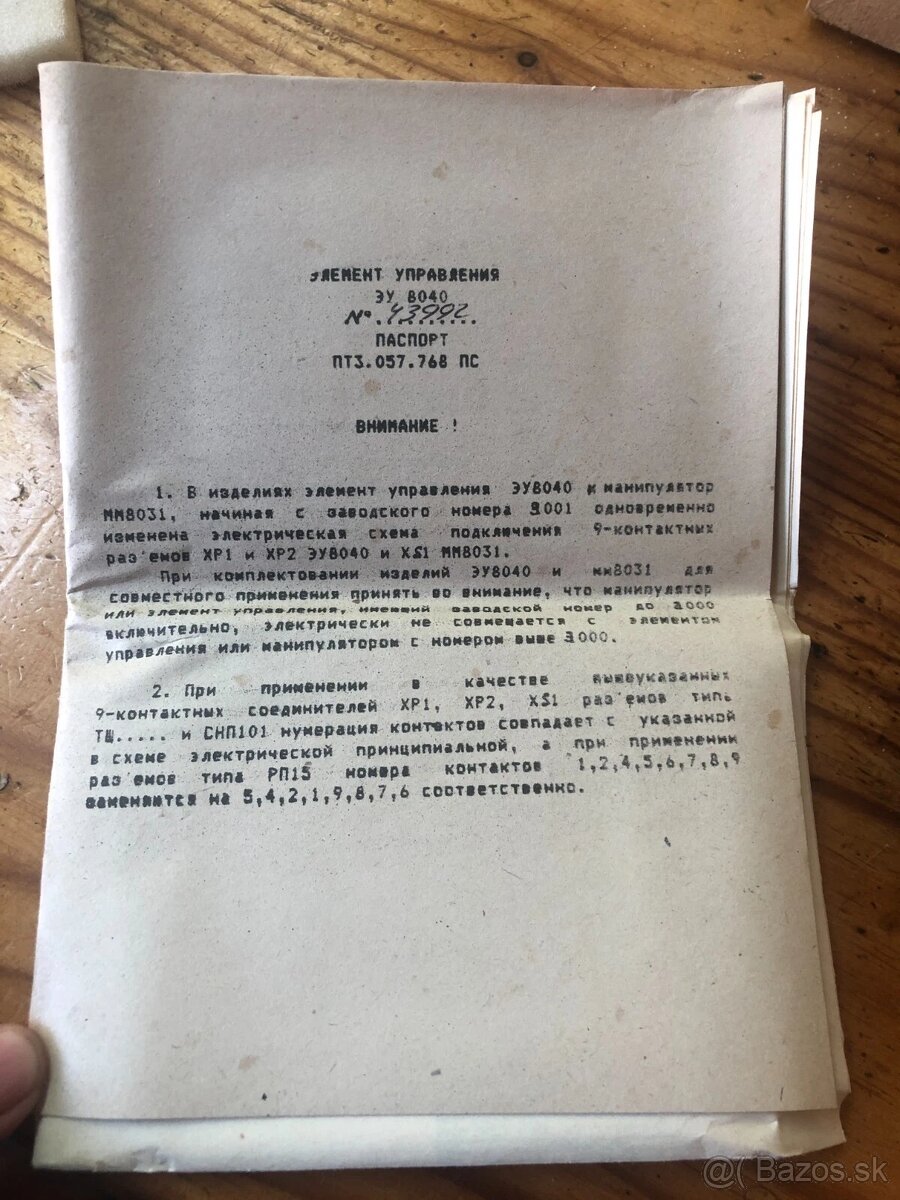 ЭЛЕМЕНТ УПРАВЛЕНИЯ
ЭУ 8040
№ 43992
ПАСПОРТ
ПТ3.057.768 ПС
ВНИМАНИЕ !
1. В изделиях элемент управления ЭУ8040 и манипулятор
ММ8031, начиная с заводского номера 3001 одновременно
изменена электрическая схема подключения 9-контактных
раз'емов ХР1 и ХР2 ЭУ8040 и XS1 ММ8031.
При комплектовании изделий ЭУ8040 и мм8031 для
совместного применения принять во внимание, что манипулятор
или элемент управления, имеющий заводской номер до 3000
включительно, электрически не совмещается с элементом
управления или манипулятором с номером выше 3000.
2. При применении в качестве вышеуказанных
9-контактных соединителей ХР1, ХР2, XS1 раз'емов типа
ТШ..... и СНП101 нумерация контактов совпадает с указанной
в схеме электрической принципиальной, а при применении
раз'емов типа РП15 номера контактов 1,2,4,5,6,7,8,9
заменяются на 5,4,2,1,9,8,7,6 соответственно.
@( Bazos.sk